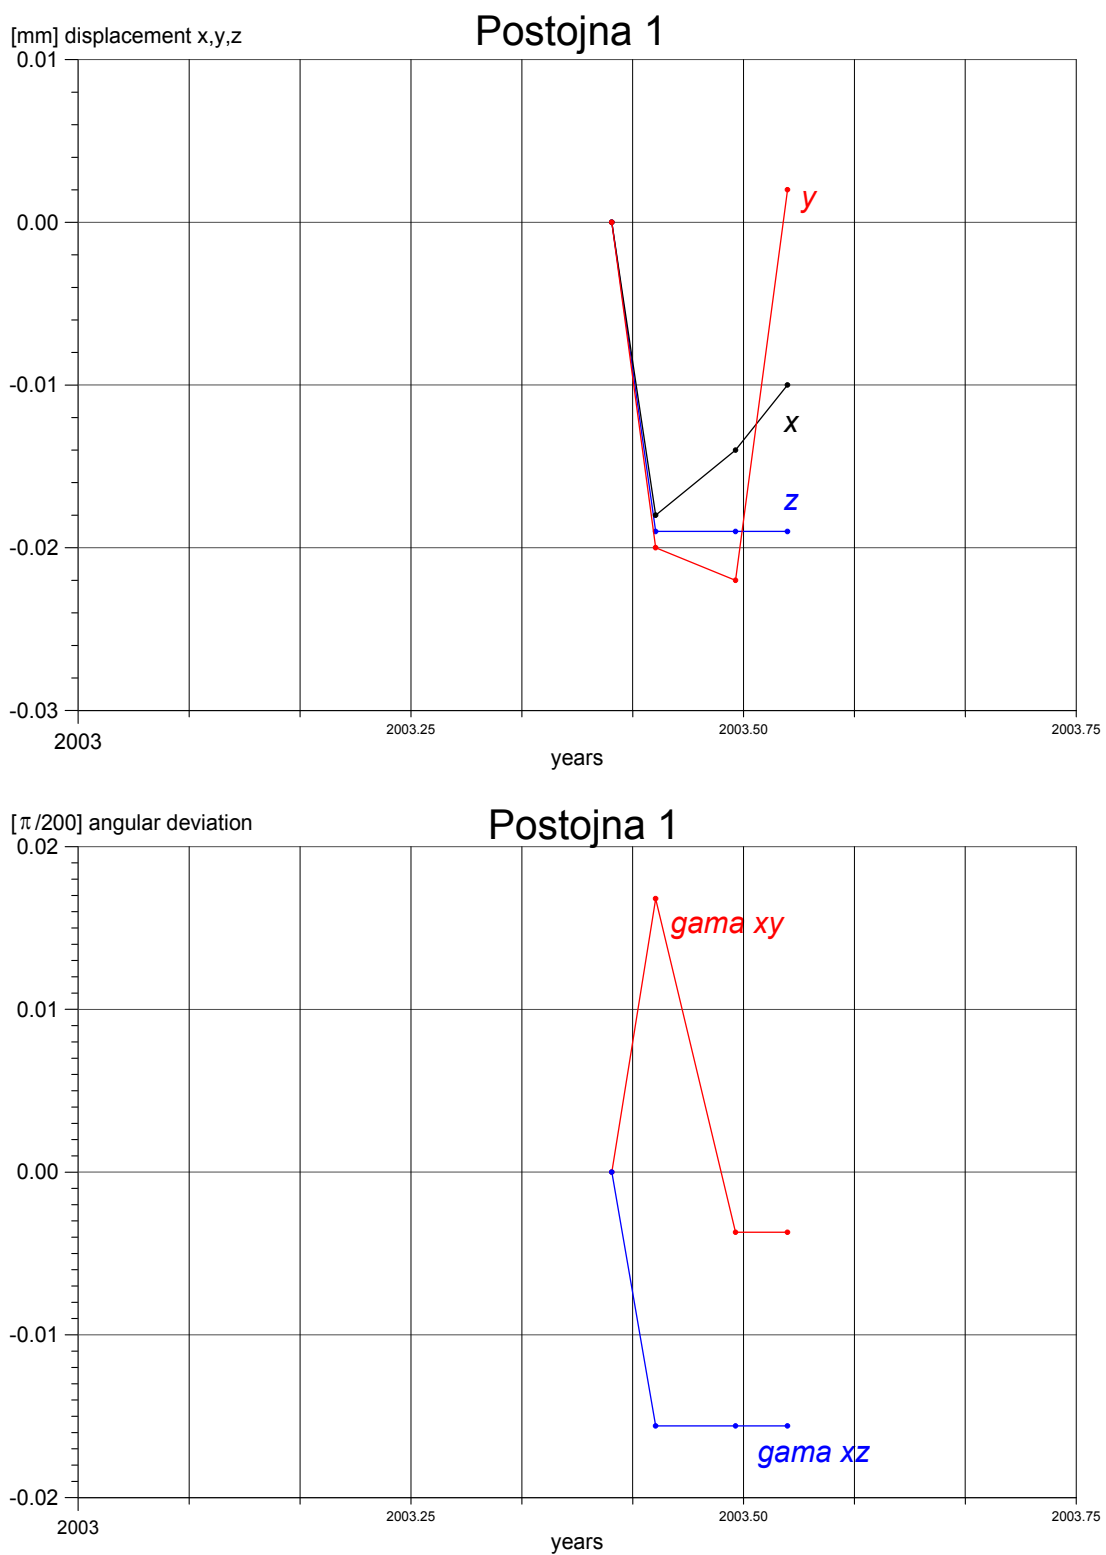 Postojna 1
[mm] displacement x,y,z
0.01
0.00
-0.01
-0.02
-0.03
y
x
z
2003
2003.25
2003.50
2003.75
years
Postojna 1
[π/200] angular deviation
0.02
0.01
0.00
-0.01
-0.02
gama xy
gama xz
2003
2003.25
2003.50
2003.75
years